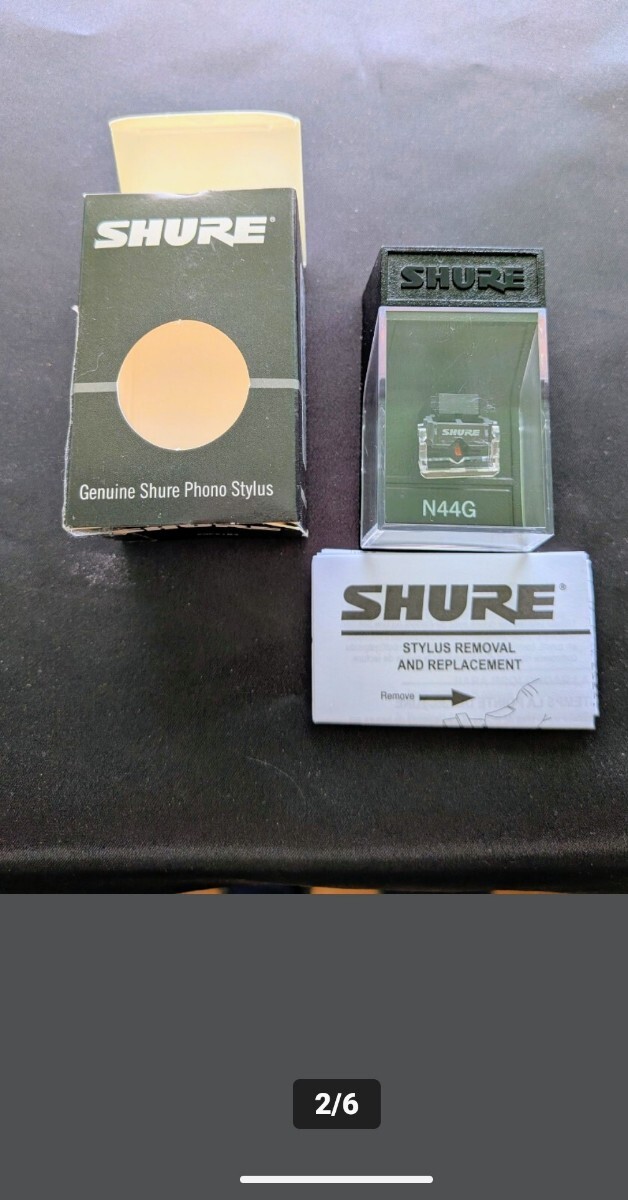 SHURE®
Genuine Shure Phono Stylus
SHURE
SHURE
N44G
SHURE®
STYLUS REMOVAL
AND REPLACEMENT
Remove
2/6